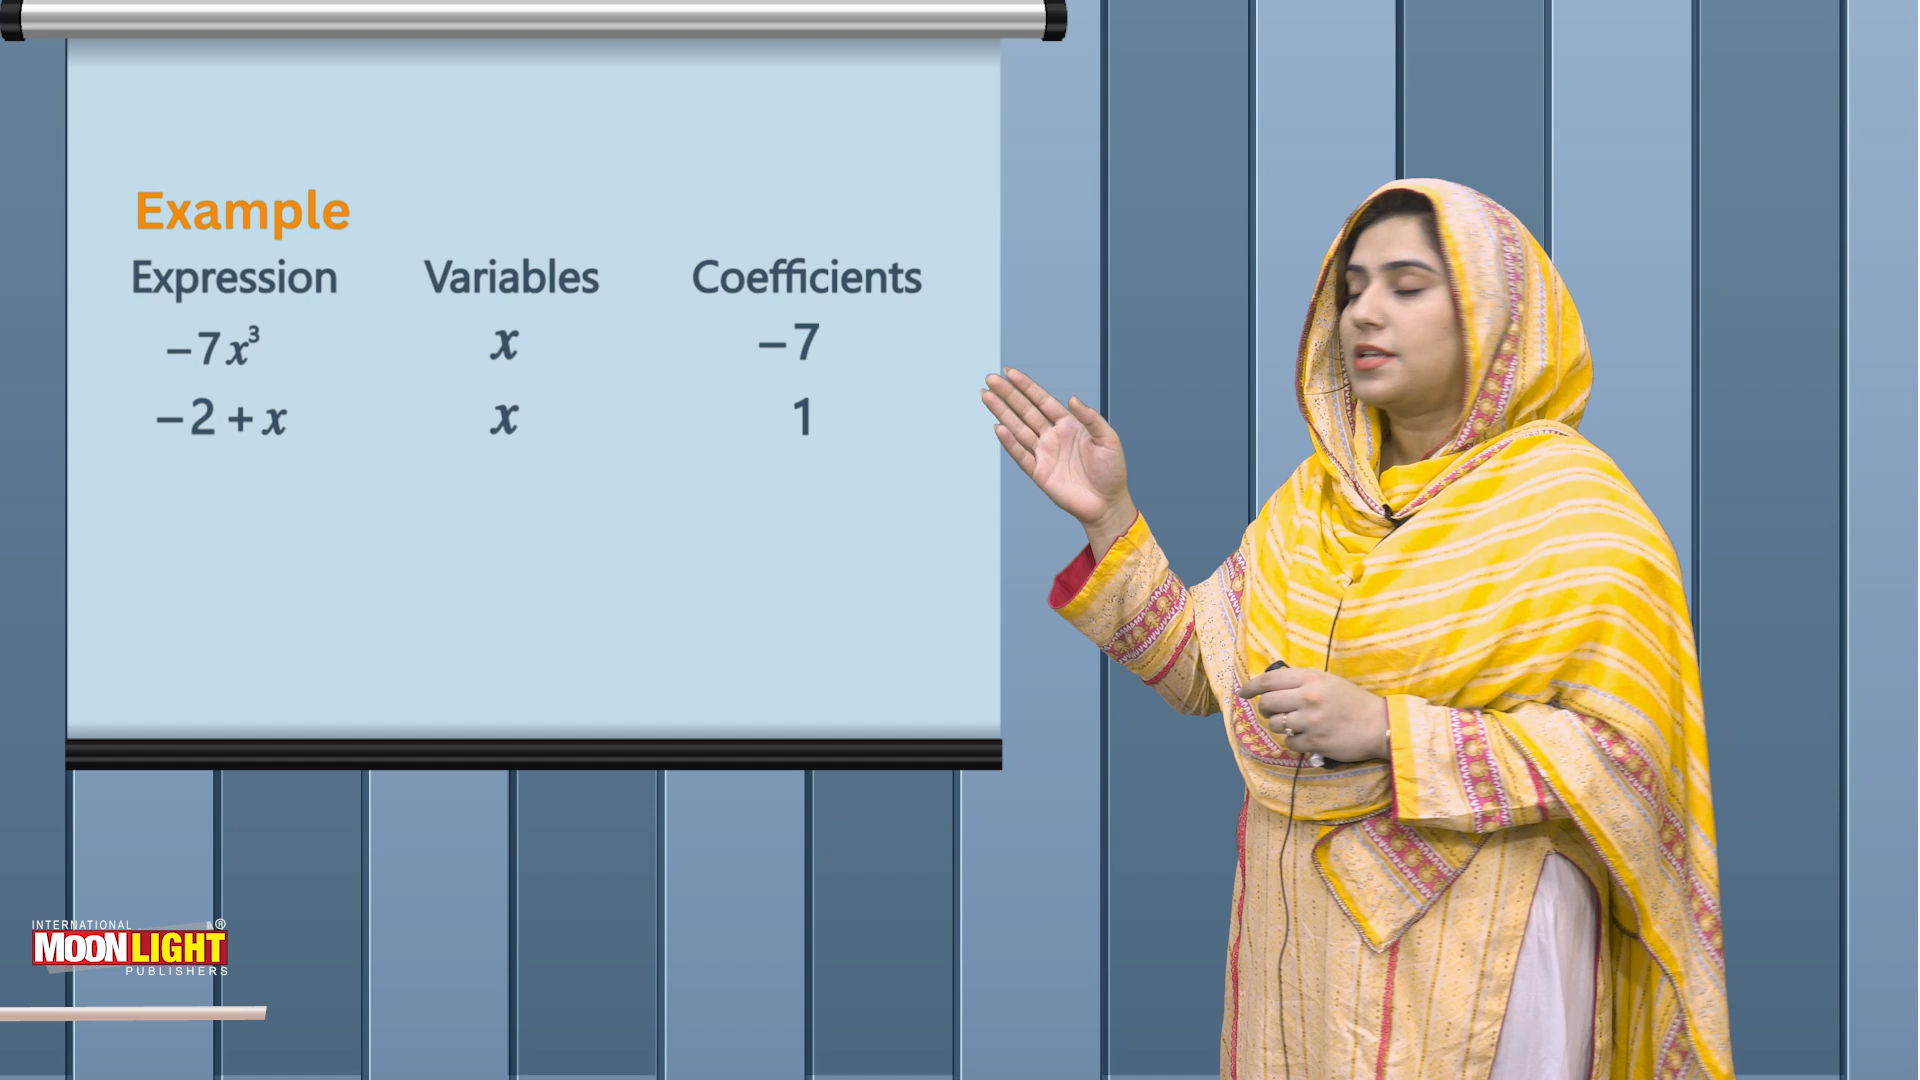 Example
Expression Variables Coefficients
−7x³ x −7
−2 + x x 1
INTERNATIONAL ®
MOONLIGHT
PUBLISHERS